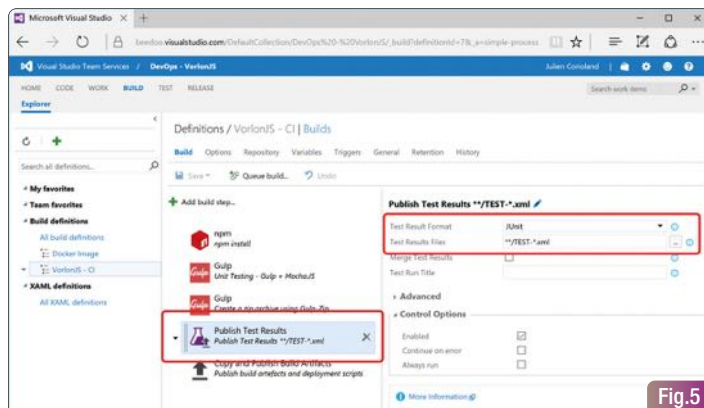 Microsoft Visual Studio
beedoo.visualstudio.com/DefaultCollection/DevOps%20-%20VorlonJS/_build?definitionId=7&_a=simple-process
Visual Studio Team Services / DevOps - VorlonJS
Julien Corioland
HOME CODE WORK BUILD TEST RELEASE
Search work items
Explorer
Search all definitions...
My favorites
Team favorites
Build definitions
All build definitions
Docker Image
VorlonJS - CI
XAML definitions
All XAML definitions
Definitions / VorlonJS - CI | Builds
Build Options Repository Variables Triggers General Retention History
Save Queue build... Undo
Add build step...
npm
npm install
Gulp
Unit Testing - Gulp + MochaJS
Gulp
Create a zip archive using Gulp-Zip
Publish Test Results
Publish Test Results **/TEST-*.xml
Copy and Publish Build Artifacts
Publish build artefacts and deployment scripts
Publish Test Results **/TEST-*.xml
Test Result Format JUnit
Test Results Files **/TEST-*.xml ...
Merge Test Results
Test Run Title
Advanced
Control Options
Enabled
Continue on error
Always run
More Information
Fig.5